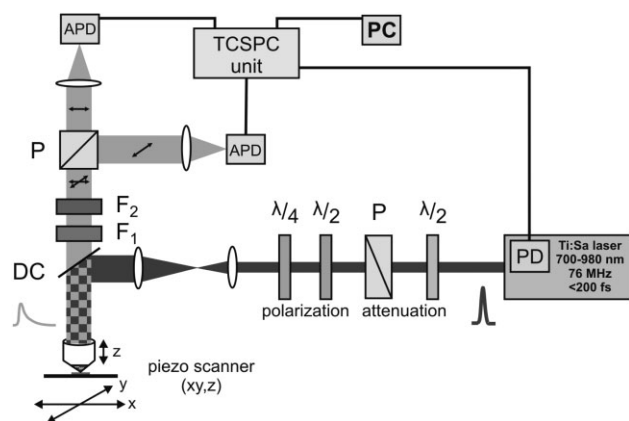 APD
TCSPC
unit
PC
P
APD
F2
F1
DC
λ/4
λ/2
P
λ/2
PD
Ti:Sa laser
700-980 nm
76 MHz
<200 fs
polarization
attenuation
z
piezo scanner
(xy,z)
y
x